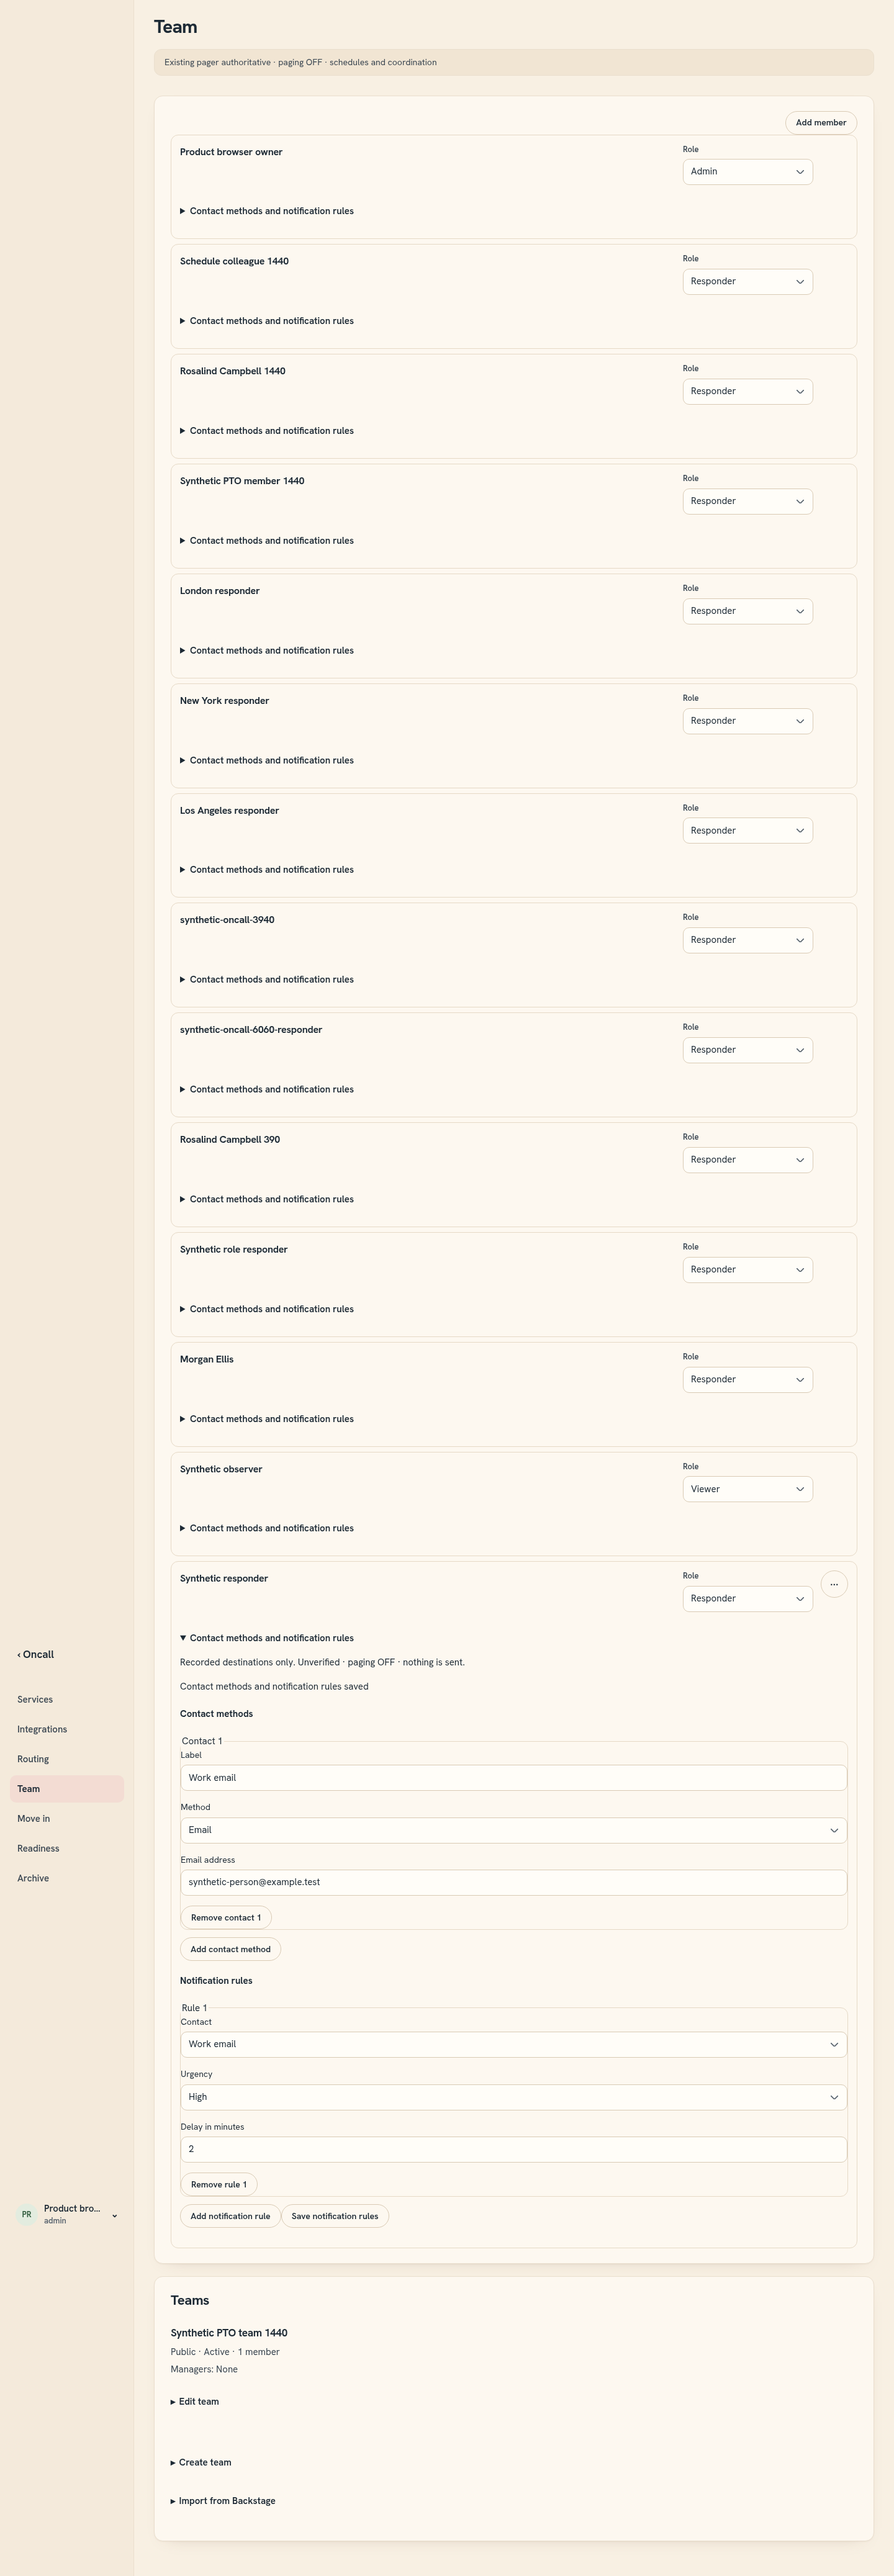 Team
Existing pager authoritative · paging OFF · schedules and coordination
Add member
Product browser owner
Role
Admin
▶ Contact methods and notification rules
Schedule colleague 1440
Role
Responder
▶ Contact methods and notification rules
Rosalind Campbell 1440
Role
Responder
▶ Contact methods and notification rules
Synthetic PTO member 1440
Role
Responder
▶ Contact methods and notification rules
London responder
Role
Responder
▶ Contact methods and notification rules
New York responder
Role
Responder
▶ Contact methods and notification rules
Los Angeles responder
Role
Responder
▶ Contact methods and notification rules
synthetic-oncall-3940
Role
Responder
▶ Contact methods and notification rules
synthetic-oncall-6060-responder
Role
Responder
▶ Contact methods and notification rules
Rosalind Campbell 390
Role
Responder
▶ Contact methods and notification rules
Synthetic role responder
Role
Responder
▶ Contact methods and notification rules
Morgan Ellis
Role
Responder
▶ Contact methods and notification rules
Synthetic observer
Role
Viewer
▶ Contact methods and notification rules
Synthetic responder
Role
Responder
...
▼ Contact methods and notification rules
Recorded destinations only. Unverified · paging OFF · nothing is sent.
Contact methods and notification rules saved
Contact methods
Contact 1
Label
Work email
Method
Email
Email address
synthetic-person@example.test
Remove contact 1
Add contact method
Notification rules
Rule 1
Contact
Work email
Urgency
High
Delay in minutes
2
Remove rule 1
Add notification rule
Save notification rules
Teams
Synthetic PTO team 1440
Public · Active · 1 member
Managers: None
▶ Edit team
▶ Create team
▶ Import from Backstage
‹ Oncall
Services
Integrations
Routing
Team
Move in
Readiness
Archive
PR
Product bro...
admin